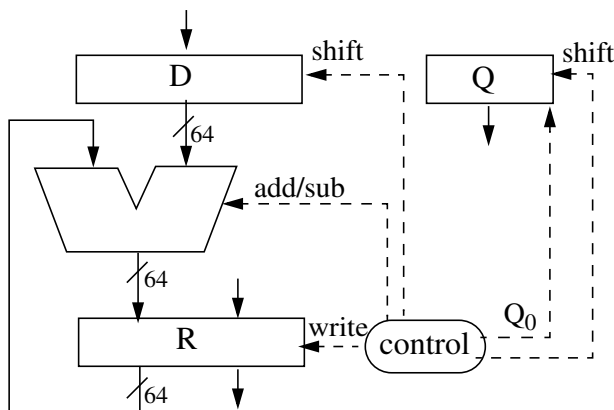 shift
shift
D
Q
64
add/sub
64
R
write
control
Q₀
64